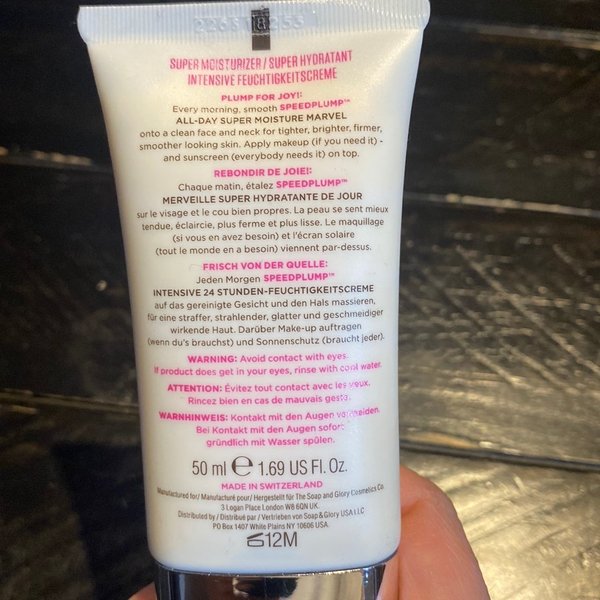 SUPER MOISTURIZER / SUPER HYDRATANT
INTENSIVE FEUCHTIGKEITSCREME
PLUMP FOR JOY!:
Every morning, smooth SPEEDPLUMP™
ALL-DAY SUPER MOISTURE MARVEL
onto a clean face and neck for tighter, brighter, firmer,
smoother looking skin. Apply makeup (if you need it) -
and sunscreen (everybody needs it) on top.
REBONDIR DE JOIE!:
Chaque matin, étalez SPEEDPLUMP™
MERVEILLE SUPER HYDRATANTE DE JOUR
sur le visage et le cou bien propres. La peau se sent mieux
tendue, éclaircie, plus ferme et plus lisse. Le maquillage
(si vous en avez besoin) et l'écran solaire
(tout le monde en a besoin) viennent par-dessus.
FRISCH VON DER QUELLE:
Jeden Morgen SPEEDPLUMP™
INTENSIVE 24 STUNDEN-FEUCHTIGKEITSCREME
auf das gereinigte Gesicht und den Hals massieren,
für eine straffer, strahlender, glatter und geschmeidiger
wirkende Haut. Darüber Make-up auftragen
(wenn du's brauchst) und Sonnenschutz (braucht jeder).
WARNING: Avoid contact with eyes.
If product does get in your eyes, rinse with cool water.
ATTENTION: Évitez tout contact avec les yeux.
Rincez bien en cas de mauvais geste.
WARNHINWEIS: Kontakt mit den Augen vermeiden.
Bei Kontakt mit den Augen sofort
gründlich mit Wasser spülen.
50 ml ℮ 1.69 US Fl. Oz.
MADE IN SWITZERLAND
Manufactured for/ Manufacturé pour/ Hergestellt für The Soap and Glory Cosmetics Co.
3 Logan Place London W8 6QN UK.
Distributed by / Distribué par / Vertrieben von Soap & Glory USA LLC
PO Box 1407 White Plains NY 10606 USA.
12M